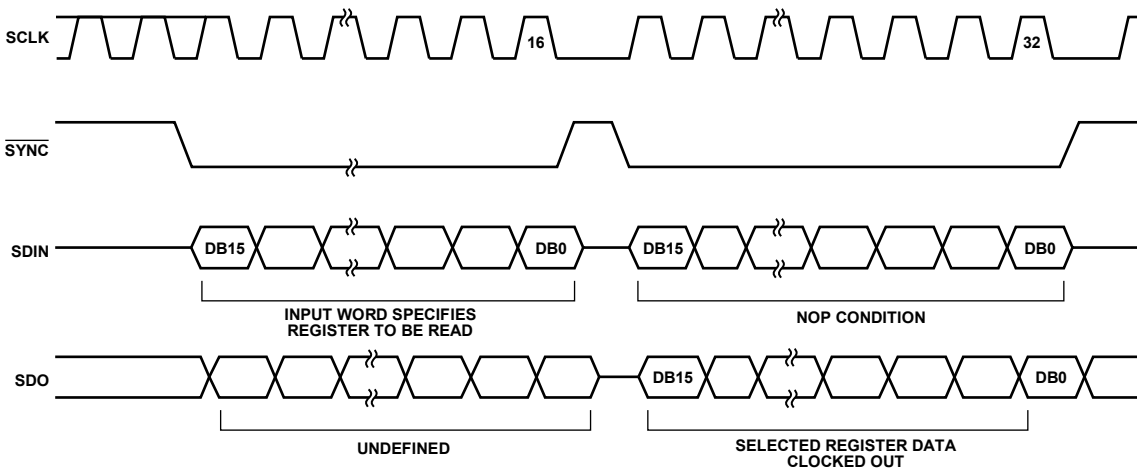 SCLK
16
32
SYNC
SDIN
DB15
DB0
DB15
DB0
INPUT WORD SPECIFIES
REGISTER TO BE READ
NOP CONDITION
SDO
DB15
DB0
UNDEFINED
SELECTED REGISTER DATA
CLOCKED OUT